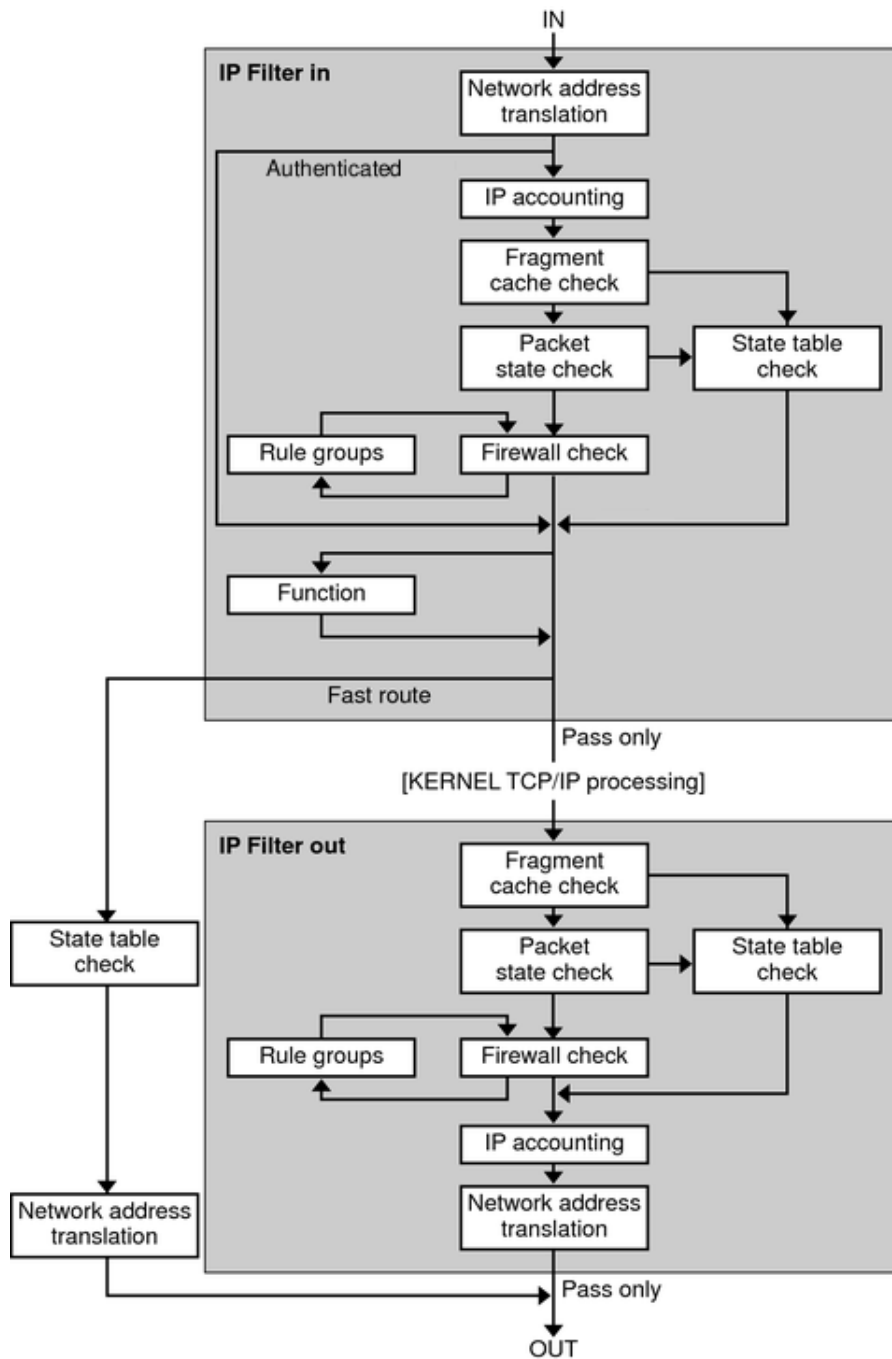 IN
IP Filter in
Network address
translation
Authenticated
IP accounting
Fragment
cache check
Packet
state check
State table
check
Rule groups
Firewall check
Function
Fast route
Pass only
[KERNEL TCP/IP processing]
IP Filter out
Fragment
cache check
State table
check
Packet
state check
State table
check
Rule groups
Firewall check
IP accounting
Network address
translation
Network address
translation
Pass only
OUT